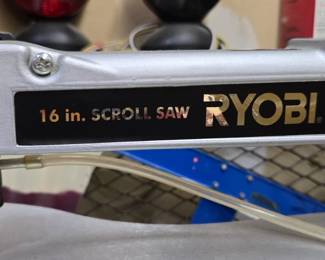 16 in. SCROLL SAW RYOBI®